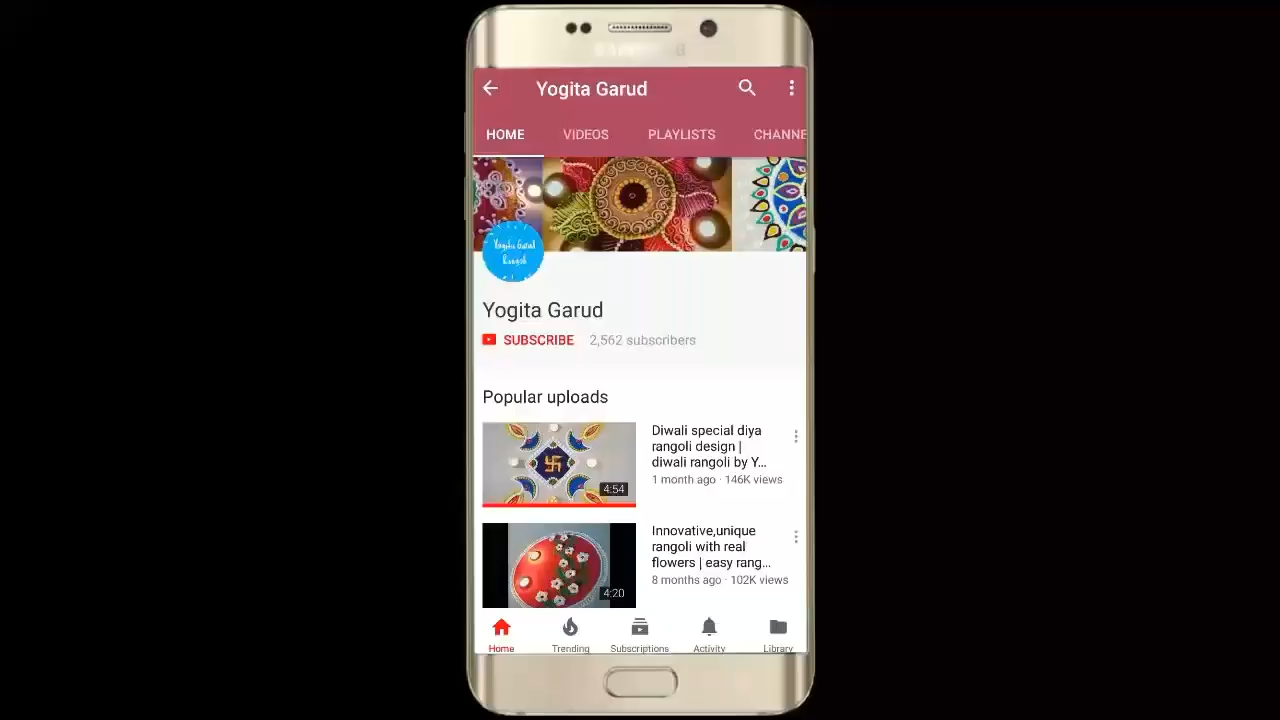 SAMSUNG
Yogita Garud
HOME VIDEOS PLAYLISTS CHANNE
Yogita Garud
Rangoli
Yogita Garud
SUBSCRIBE 2,562 subscribers
Popular uploads
Diwali special diya
rangoli design |
diwali rangoli by Y...
1 month ago · 146K views
4:54
Innovative,unique
rangoli with real
flowers | easy rang...
8 months ago · 102K views
4:20
Home Trending Subscriptions Activity Library